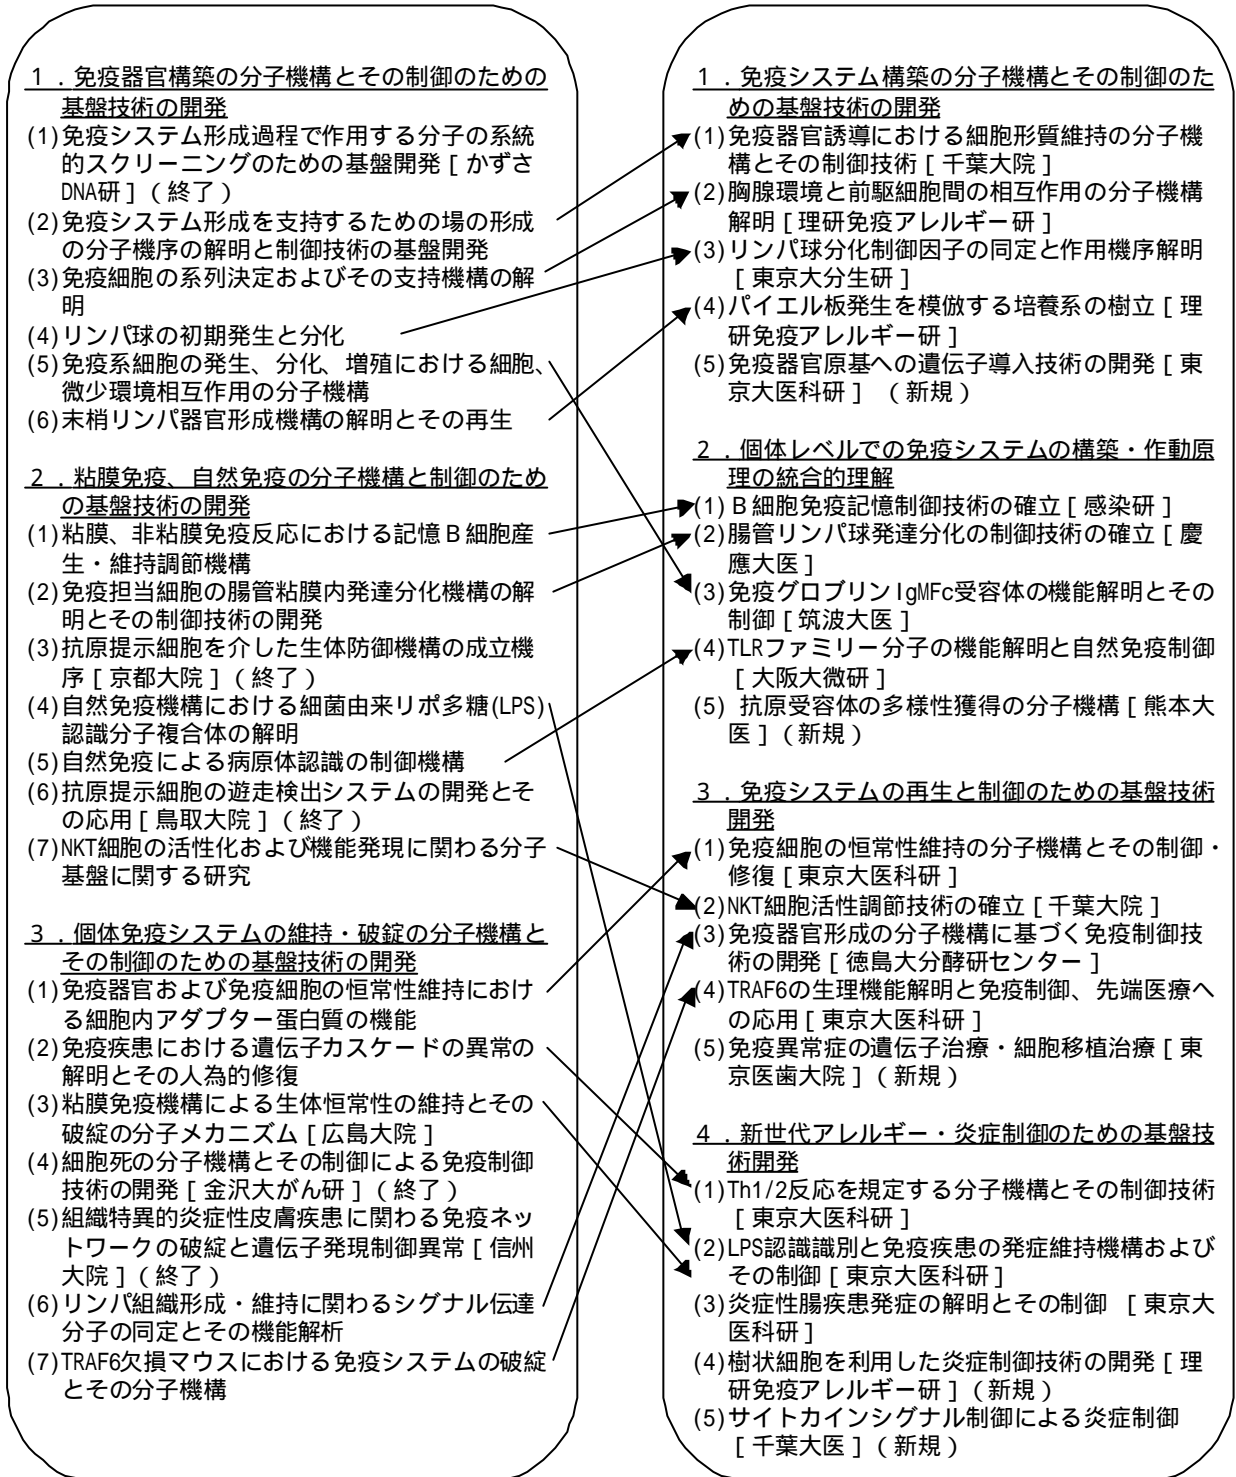 １．免疫器官構築の分子機構とその制御のための
基盤技術の開発
(1)免疫システム形成過程で作用する分子の系統
的スクリーニングのための基盤開発［かずさ
DNA研］（終了）
(2)免疫システム形成を支持するための場の形成
の分子機序の解明と制御技術の基盤開発
(3)免疫細胞の系列決定およびその支持機構の解
明
(4)リンパ球の初期発生と分化
(5)免疫系細胞の発生、分化、増殖における細胞、
微少環境相互作用の分子機構
(6)末梢リンパ器官形成機構の解明とその再生
２．粘膜免疫、自然免疫の分子機構と制御のため
の基盤技術の開発
(1)粘膜、非粘膜免疫反応における記憶Ｂ細胞産
生・維持調節機構
(2)免疫担当細胞の腸管粘膜内発達分化機構の解
明とその制御技術の開発
(3)抗原提示細胞を介した生体防御機構の成立機
序［京都大院］（終了）
(4)自然免疫機構における細菌由来リポ多糖(LPS)
認識分子複合体の解明
(5)自然免疫による病原体認識の制御機構
(6)抗原提示細胞の遊走検出システムの開発とそ
の応用［鳥取大院］（終了）
(7)NKT細胞の活性化および機能発現に関わる分子
基盤に関する研究
３．個体免疫システムの維持・破錠の分子機構と
その制御のための基盤技術の開発
(1)免疫器官および免疫細胞の恒常性維持におけ
る細胞内アダプター蛋白質の機能
(2)免疫疾患における遺伝子カスケードの異常の
解明とその人為的修復
(3)粘膜免疫機構による生体恒常性の維持とその
破綻の分子メカニズム［広島大院］
(4)細胞死の分子機構とその制御による免疫制御
技術の開発［金沢大がん研］（終了）
(5)組織特異的炎症性皮膚疾患に関わる免疫ネッ
トワークの破綻と遺伝子発現制御異常［信州
大院］（終了）
(6)リンパ組織形成・維持に関わるシグナル伝達
分子の同定とその機能解析
(7)TRAF6欠損マウスにおける免疫システムの破綻
とその分子機構
１．免疫システム構築の分子機構とその制御のた
めの基盤技術の開発
(1)免疫器官誘導における細胞形質維持の分子機
構とその制御技術［千葉大院］
(2)胸腺環境と前駆細胞間の相互作用の分子機構
解明［理研免疫アレルギー研］
(3)リンパ球分化制御因子の同定と作用機序解明
［東京大分生研］
(4)パイエル板発生を模倣する培養系の樹立［理
研免疫アレルギー研］
(5)免疫器官原基への遺伝子導入技術の開発［東
京大医科研］（新規）
２．個体レベルでの免疫システムの構築・作動原
理の統合的理解
(1)Ｂ細胞免疫記憶制御技術の確立［感染研］
(2)腸管リンパ球発達分化の制御技術の確立［慶
應大医］
(3)免疫グロブリンIgMFc受容体の機能解明とその
制御［筑波大医］
(4)TLRファミリー分子の機能解明と自然免疫制御
［大阪大微研］
(5) 抗原受容体の多様性獲得の分子機構［熊本大
医］（新規）
３．免疫システムの再生と制御のための基盤技術
開発
(1)免疫細胞の恒常性維持の分子機構とその制御・
修復［東京大医科研］
(2)NKT細胞活性調節技術の確立［千葉大院］
(3)免疫器官形成の分子機構に基づく免疫制御技
術の開発［徳島大分酵研センター］
(4)TRAF6の生理機能解明と免疫制御、先端医療へ
の応用［東京大医科研］
(5)免疫異常症の遺伝子治療・細胞移植治療［東
京医歯大院］（新規）
４．新世代アレルギー・炎症制御のための基盤技
術開発
(1)Th1/2反応を規定する分子機構とその制御技術
［東京大医科研］
(2)LPS認識識別と免疫疾患の発症維持機構および
その制御［東京大医科研］
(3)炎症性腸疾患発症の解明とその制御 ［東京大
医科研］
(4)樹状細胞を利用した炎症制御技術の開発［理
研免疫アレルギー研］（新規）
(5)サイトカインシグナル制御による炎症制御
［千葉大医］（新規）